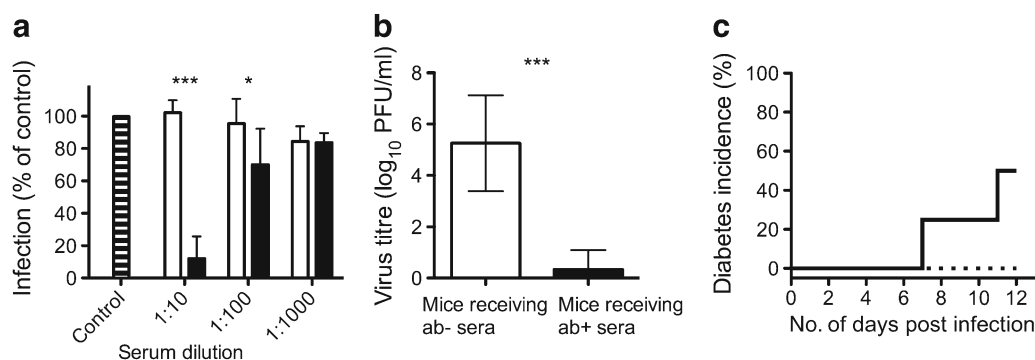 a
Infection (% of control)
100
80
60
40
20
0
***
*
Control
1:10
1:100
1:1000
Serum dilution
b
Virus titre (log10 PFU/ml)
8
6
4
2
0
***
Mice receiving
ab- sera
Mice receiving
ab+ sera
c
Diabetes incidence (%)
100
80
60
40
20
0
0 2 4 6 8 10 12
No. of days post infection